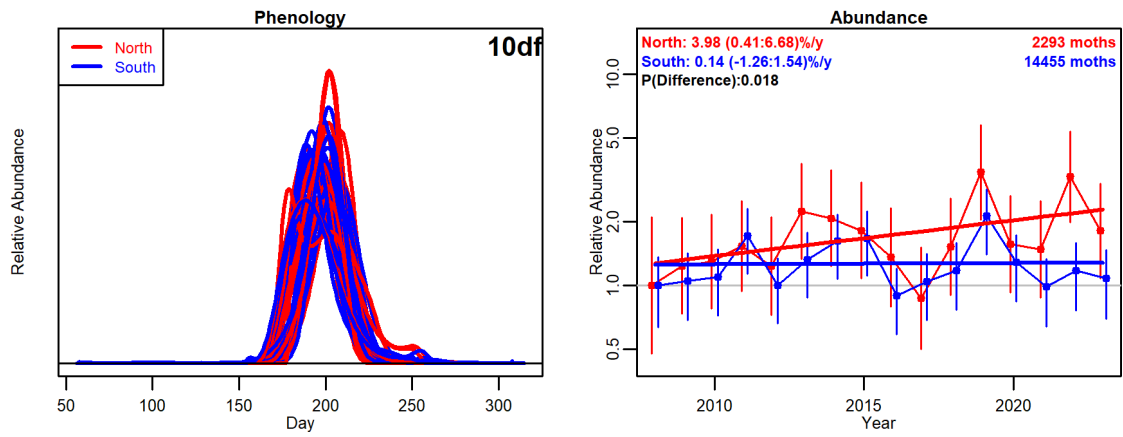 Phenology
North
South
10df
Relative Abundance
50 100 150 200 250 300
Day
Abundance
North: 3.98 (0.41:6.68)%/y 2293 moths
South: 0.14 (-1.26:1.54)%/y 14455 moths
P(Difference):0.018
Relative Abundance
10.0
5.0
2.0
1.0
0.5
2010 2015 2020
Year